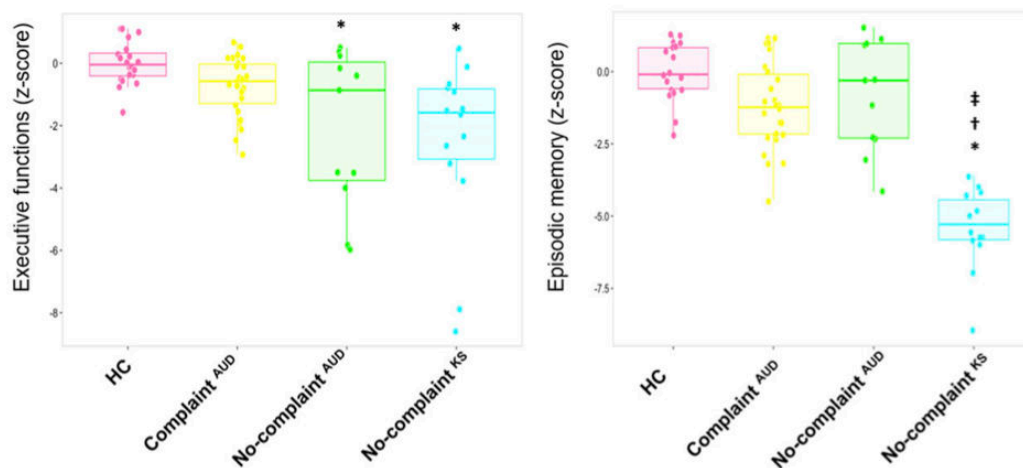 Executive functions (z-score)
0
-2
-4
-6
-8
*
*
HC
Complaint AUD
No-complaint AUD
No-complaint KS
Episodic memory (z-score)
0.0
-2.5
-5.0
-7.5
‡
†
*
HC
Complaint AUD
No-complaint AUD
No-complaint KS